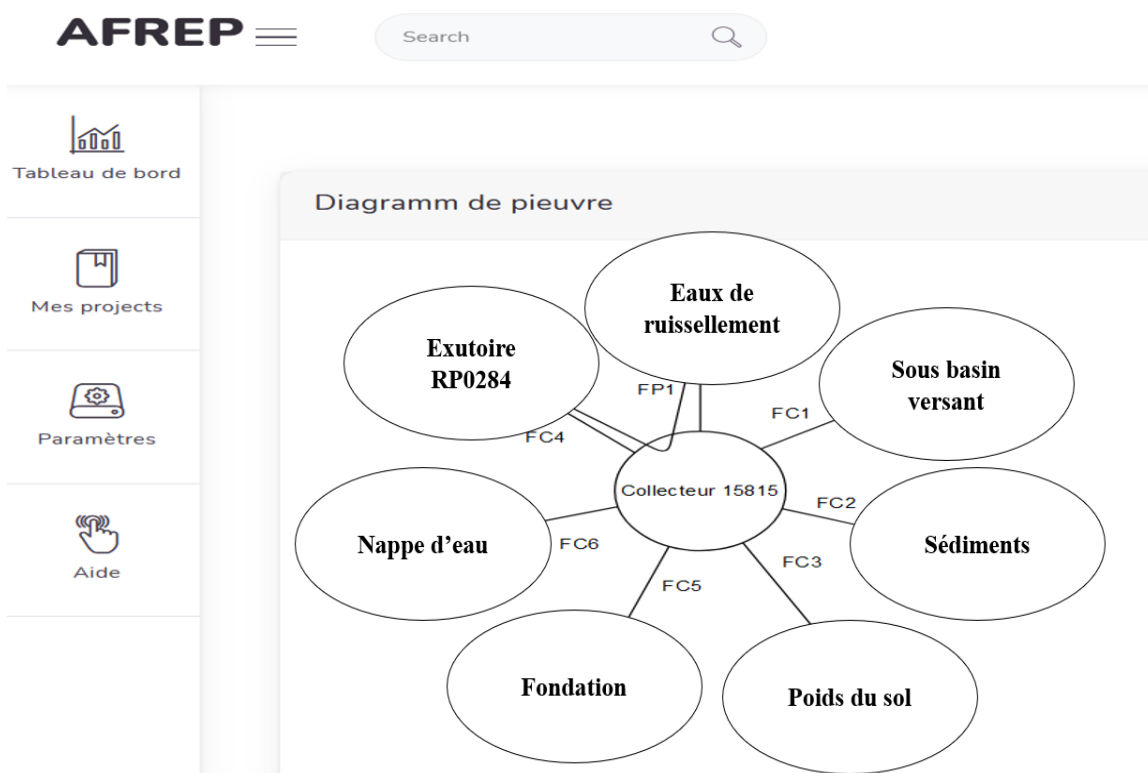 AFREP
Search
Tableau de bord
Mes projects
Paramètres
Aide
Diagramm de pieuvre
Eaux de
ruissellement
Exutoire
RP0284
Sous basin
versant
FP1
FC1
FC4
Collecteur 15815
FC2
Nappe d’eau
FC6
Sédiments
FC3
FC5
Fondation
Poids du sol